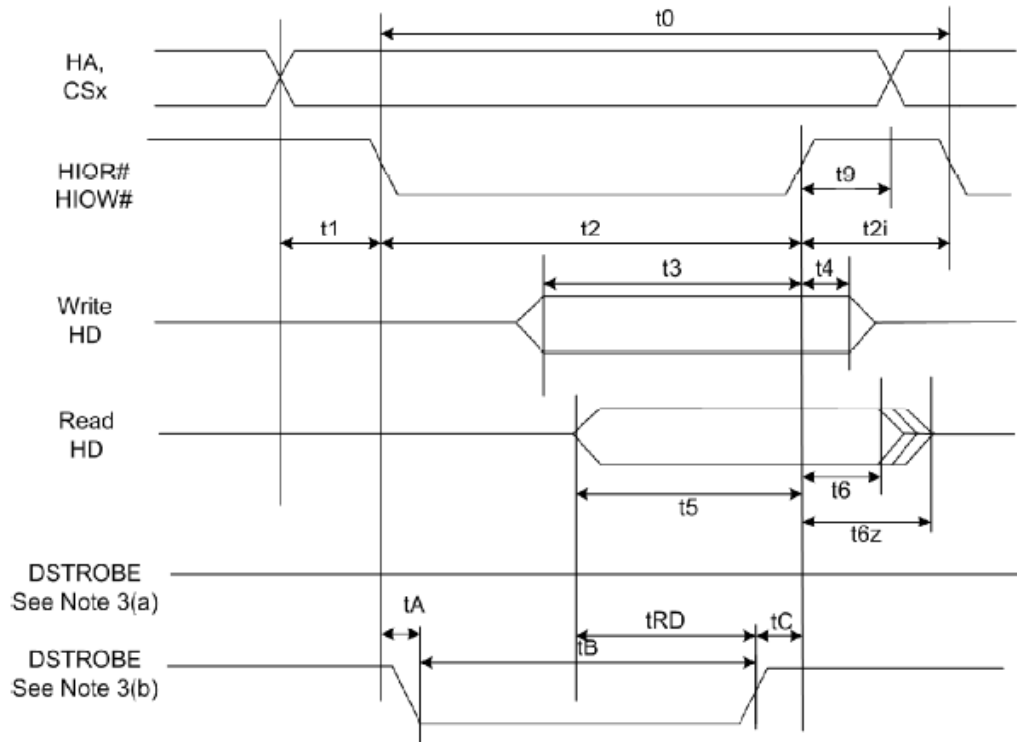 t0
HA,
CSx
HIOR#
HIOW#
t9
t1
t2
t2i
t3
t4
Write
HD
Read
HD
t6
t5
t6z
DSTROBE
See Note 3(a)
tA
tRD
tC
tB
DSTROBE
See Note 3(b)